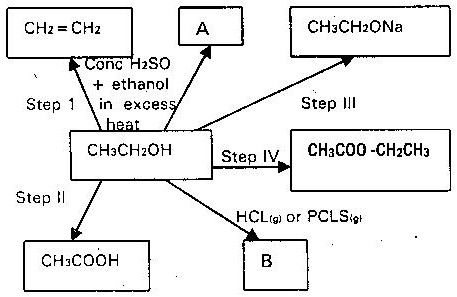 CH₂=CH₂
A
CH₃CH₂ONa
Conc H₂SO
+ ethanol
in excess
heat
Step 1
Step III
CH₃CH₂OH
Step IV
CH₃COO -CH₂CH₃
Step II
HCL(g) or PCLS(g)
CH₃COOH
B